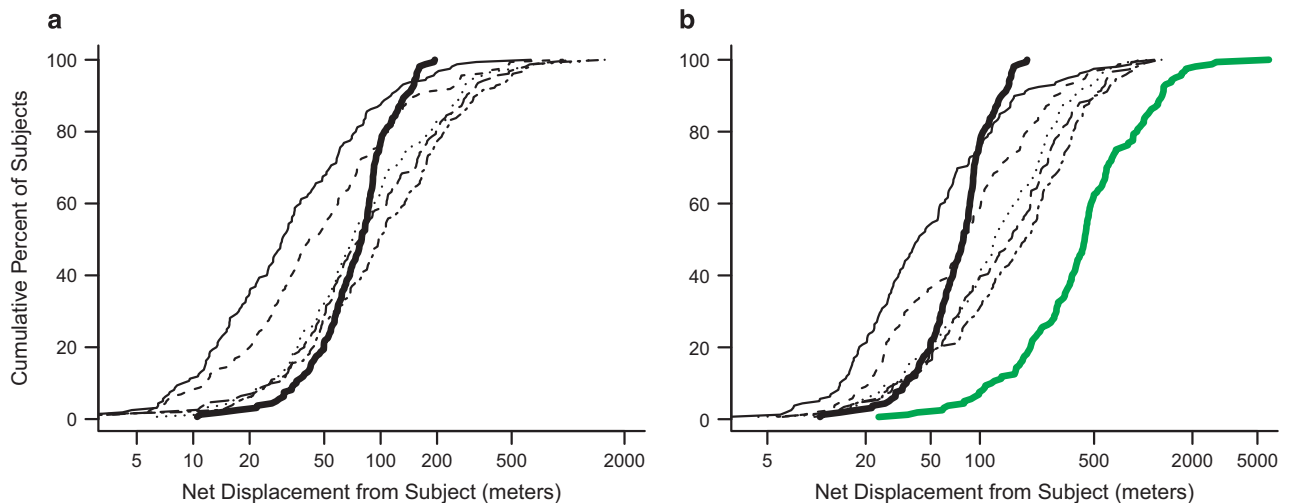 a
b
Cumulative Percent of Subjects
100
80
60
40
20
0
5 10 20 50 100 200 500 2000
Net Displacement from Subject (meters)
100
80
60
40
20
0
5 10 20 50 100 500 2000 5000
Net Displacement from Subject (meters)